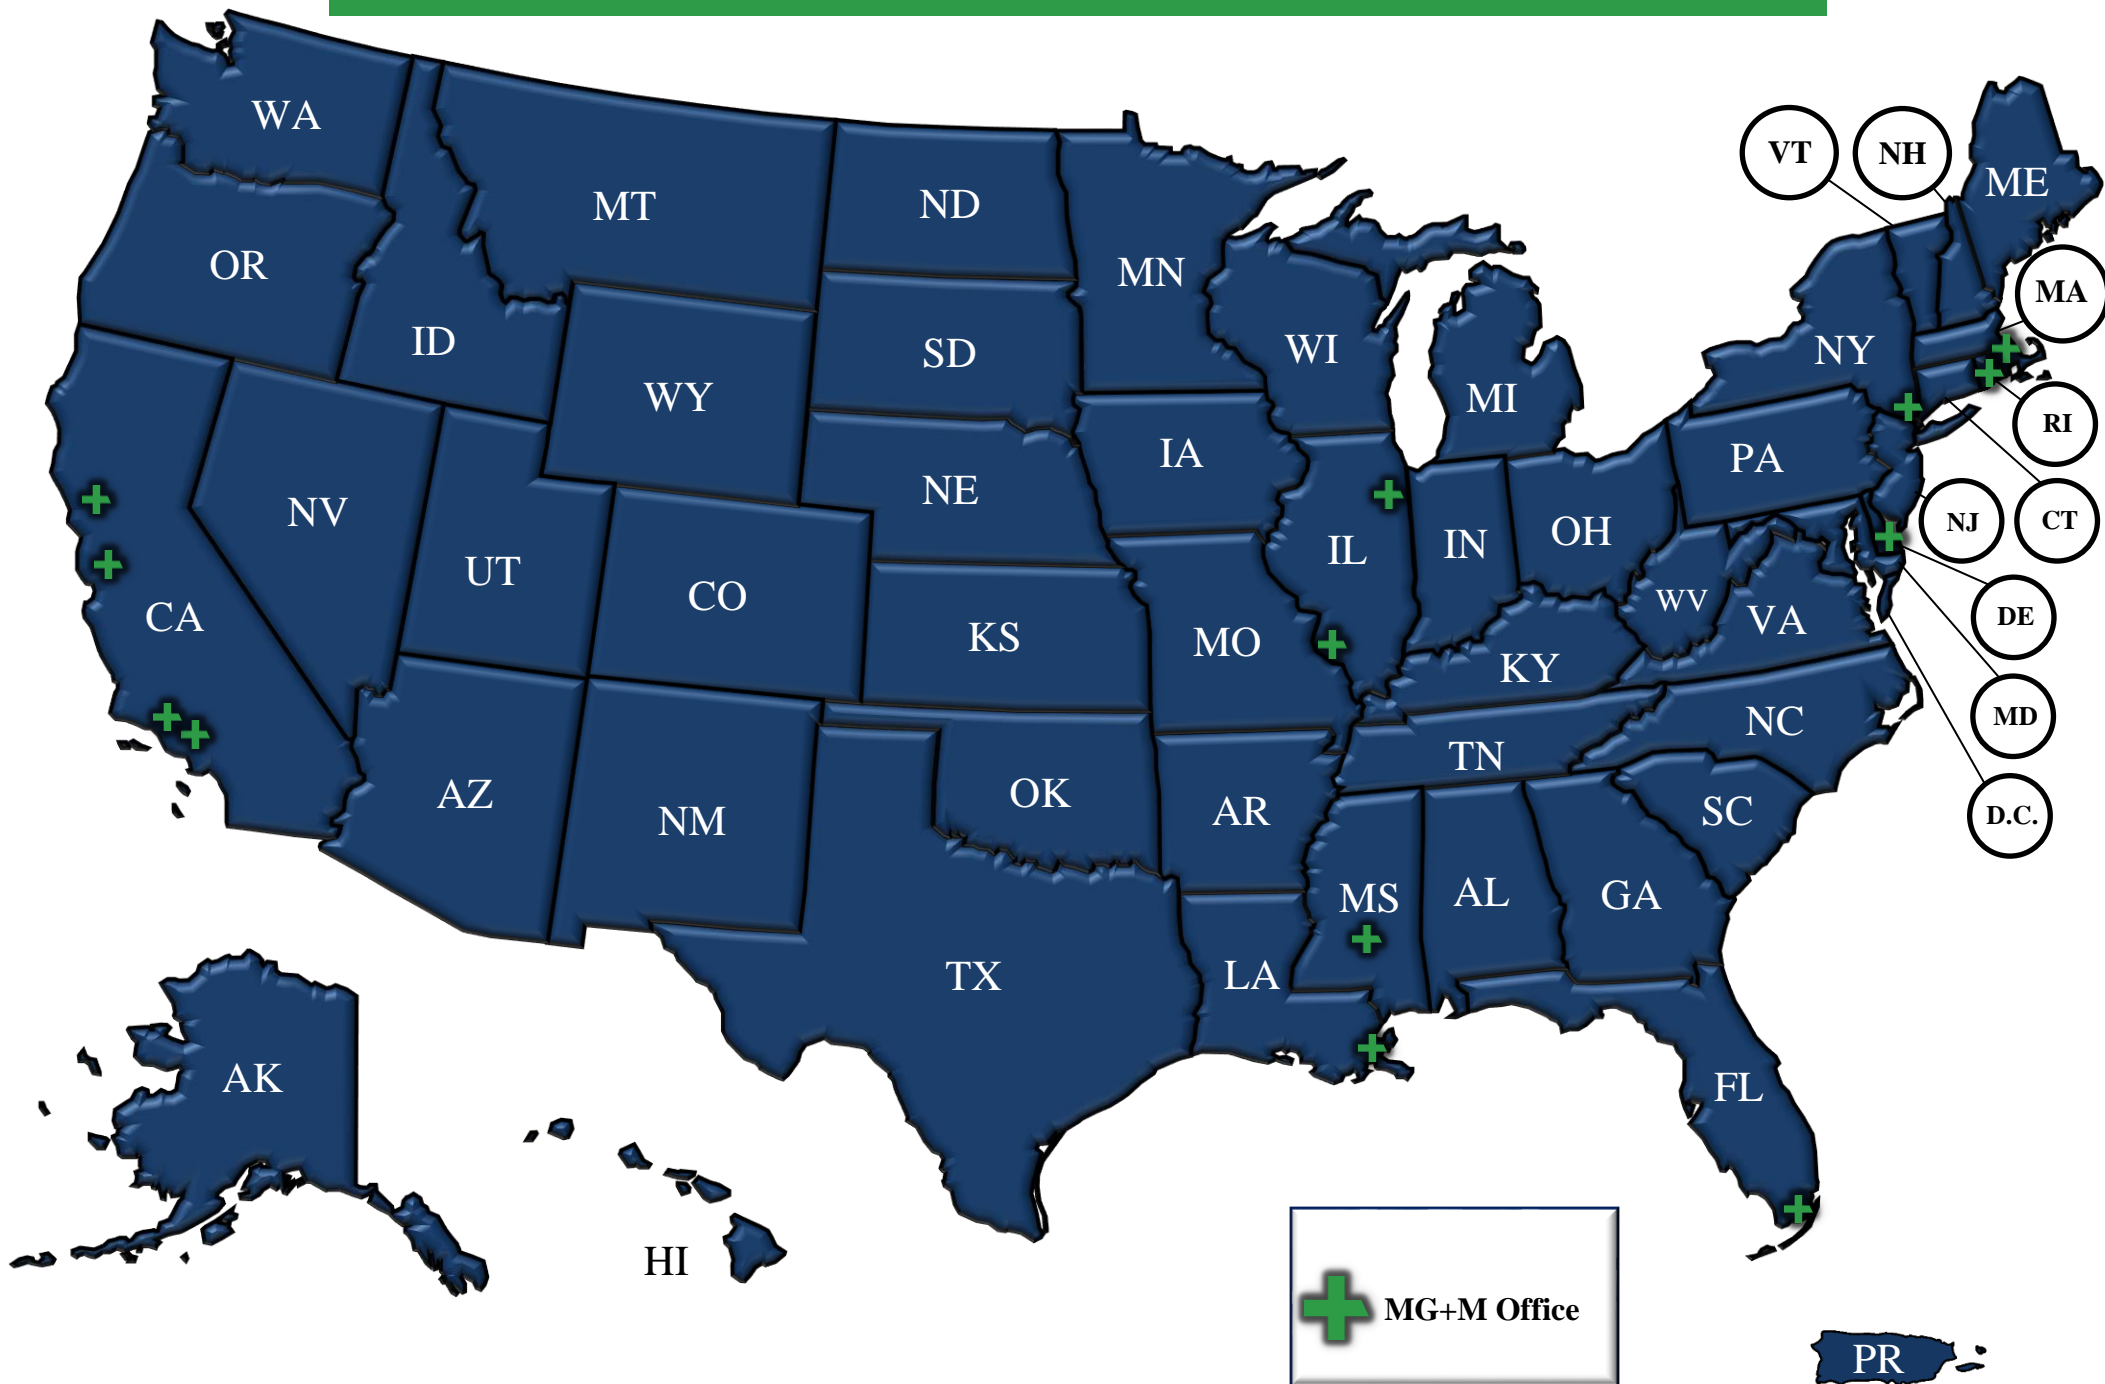 WA
VT
NH
ME
MT
ND
OR
MN
MA
ID
SD
WI
NY
WY
MI
RI
IA
PA
NE
NV
NJ
CT
OH
IN
IL
UT
CO
WV
CA
KS
MO
VA
DE
KY
MD
NC
TN
AZ
OK
NM
AR
SC
D.C.
MS
AL
GA
TX
LA
AK
FL
HI
MG+M Office
PR